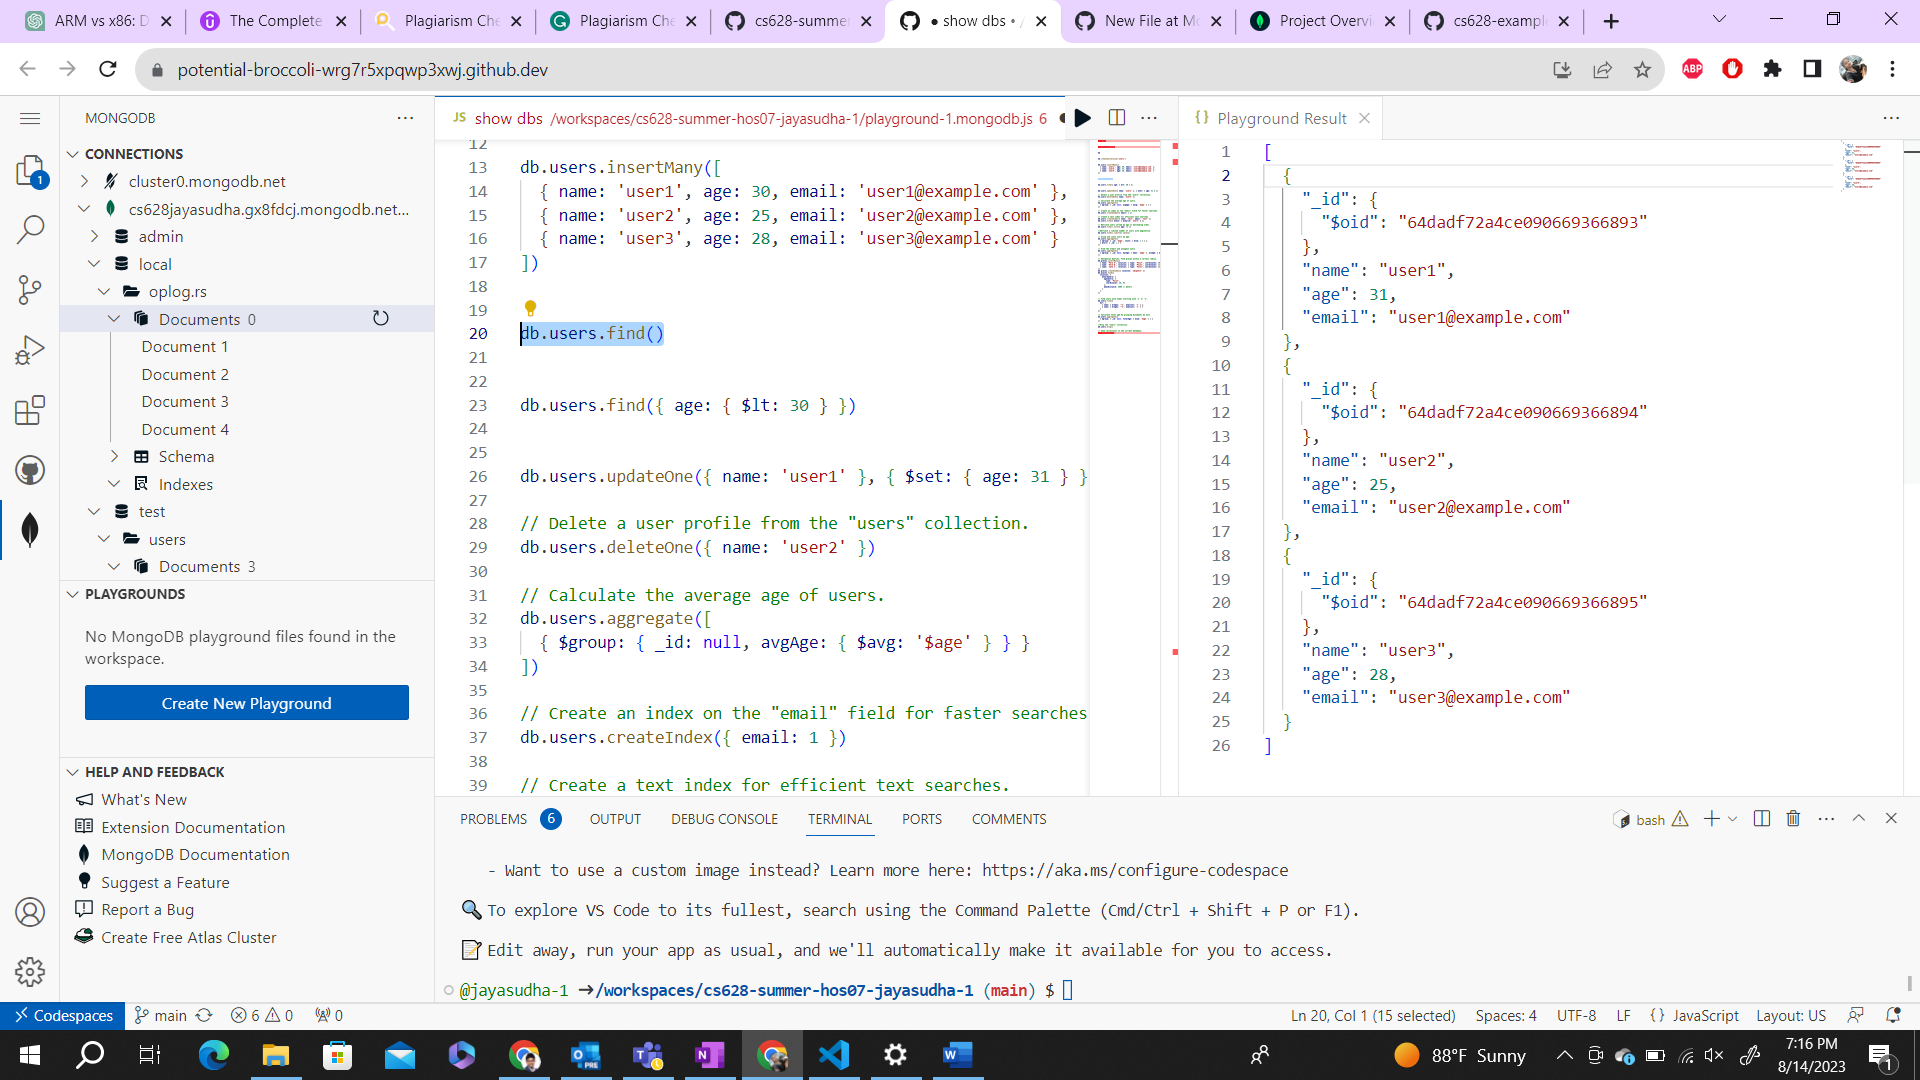 ARM vs x86: D
The Complete
Plagiarism Che
Plagiarism Che
cs628-summer
● show dbs • /
New File at Mo
Project Overvi
cs628-example
potential-broccoli-wrg7r5xpqwp3xwj.github.dev
MONGODB
CONNECTIONS
cluster0.mongodb.net
cs628jayasudha.gx8fdcj.mongodb.net...
admin
local
oplog.rs
Documents 0
Document 1
Document 2
Document 3
Document 4
Schema
Indexes
test
users
Documents 3
PLAYGROUNDS
No MongoDB playground files found in the
workspace.
Create New Playground
HELP AND FEEDBACK
What's New
Extension Documentation
MongoDB Documentation
Suggest a Feature
Report a Bug
Create Free Atlas Cluster
JS show dbs /workspaces/cs628-summer-hos07-jayasudha-1/playground-1.mongodb.js 6
12
13 db.users.insertMany([
14 { name: 'user1', age: 30, email: 'user1@example.com' },
15 { name: 'user2', age: 25, email: 'user2@example.com' },
16 { name: 'user3', age: 28, email: 'user3@example.com' }
17 ])
18
19
20 db.users.find()
21
22
23 db.users.find({ age: { $lt: 30 } })
24
25
26 db.users.updateOne({ name: 'user1' }, { $set: { age: 31 } }
27
28 // Delete a user profile from the "users" collection.
29 db.users.deleteOne({ name: 'user2' })
30
31 // Calculate the average age of users.
32 db.users.aggregate([
33 { $group: { _id: null, avgAge: { $avg: '$age' } } }
34 ])
35
36 // Create an index on the "email" field for faster searches
37 db.users.createIndex({ email: 1 })
38
39 // Create a text index for efficient text searches.
{} Playground Result
1 [
2 {
3 "_id": {
4 "$oid": "64dadf72a4ce090669366893"
5 },
6 "name": "user1",
7 "age": 31,
8 "email": "user1@example.com"
9 },
10 {
11 "_id": {
12 "$oid": "64dadf72a4ce090669366894"
13 },
14 "name": "user2",
15 "age": 25,
16 "email": "user2@example.com"
17 },
18 {
19 "_id": {
20 "$oid": "64dadf72a4ce090669366895"
21 },
22 "name": "user3",
23 "age": 28,
24 "email": "user3@example.com"
25 }
26 ]
PROBLEMS 6 OUTPUT DEBUG CONSOLE TERMINAL PORTS COMMENTS
bash
- Want to use a custom image instead? Learn more here: https://aka.ms/configure-codespace
To explore VS Code to its fullest, search using the Command Palette (Cmd/Ctrl + Shift + P or F1).
Edit away, run your app as usual, and we'll automatically make it available for you to access.
@jayasudha-1 →/workspaces/cs628-summer-hos07-jayasudha-1 (main) $
Codespaces main 6 0 0
Ln 20, Col 1 (15 selected) Spaces: 4 UTF-8 LF {} JavaScript Layout: US
88°F Sunny
7:16 PM
8/14/2023
1
ABP
1
PRE